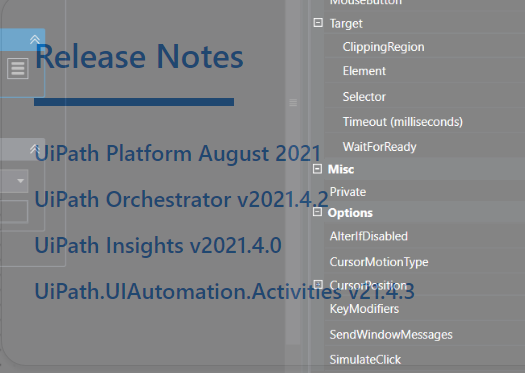 MouseButton
Target
Release Notes
ClippingRegion
Element
Selector
Timeout (milliseconds)
WaitForReady
UiPath Platform August 2021
Misc
Private
UiPath Orchestrator v2021.4.2
Options
AlterIfDisabled
UiPath Insights v2021.4.0
CursorMotionType
CursorPosition
UiPath.UIAutomation.Activities v21.4.3
KeyModifiers
SendWindowMessages
SimulateClick